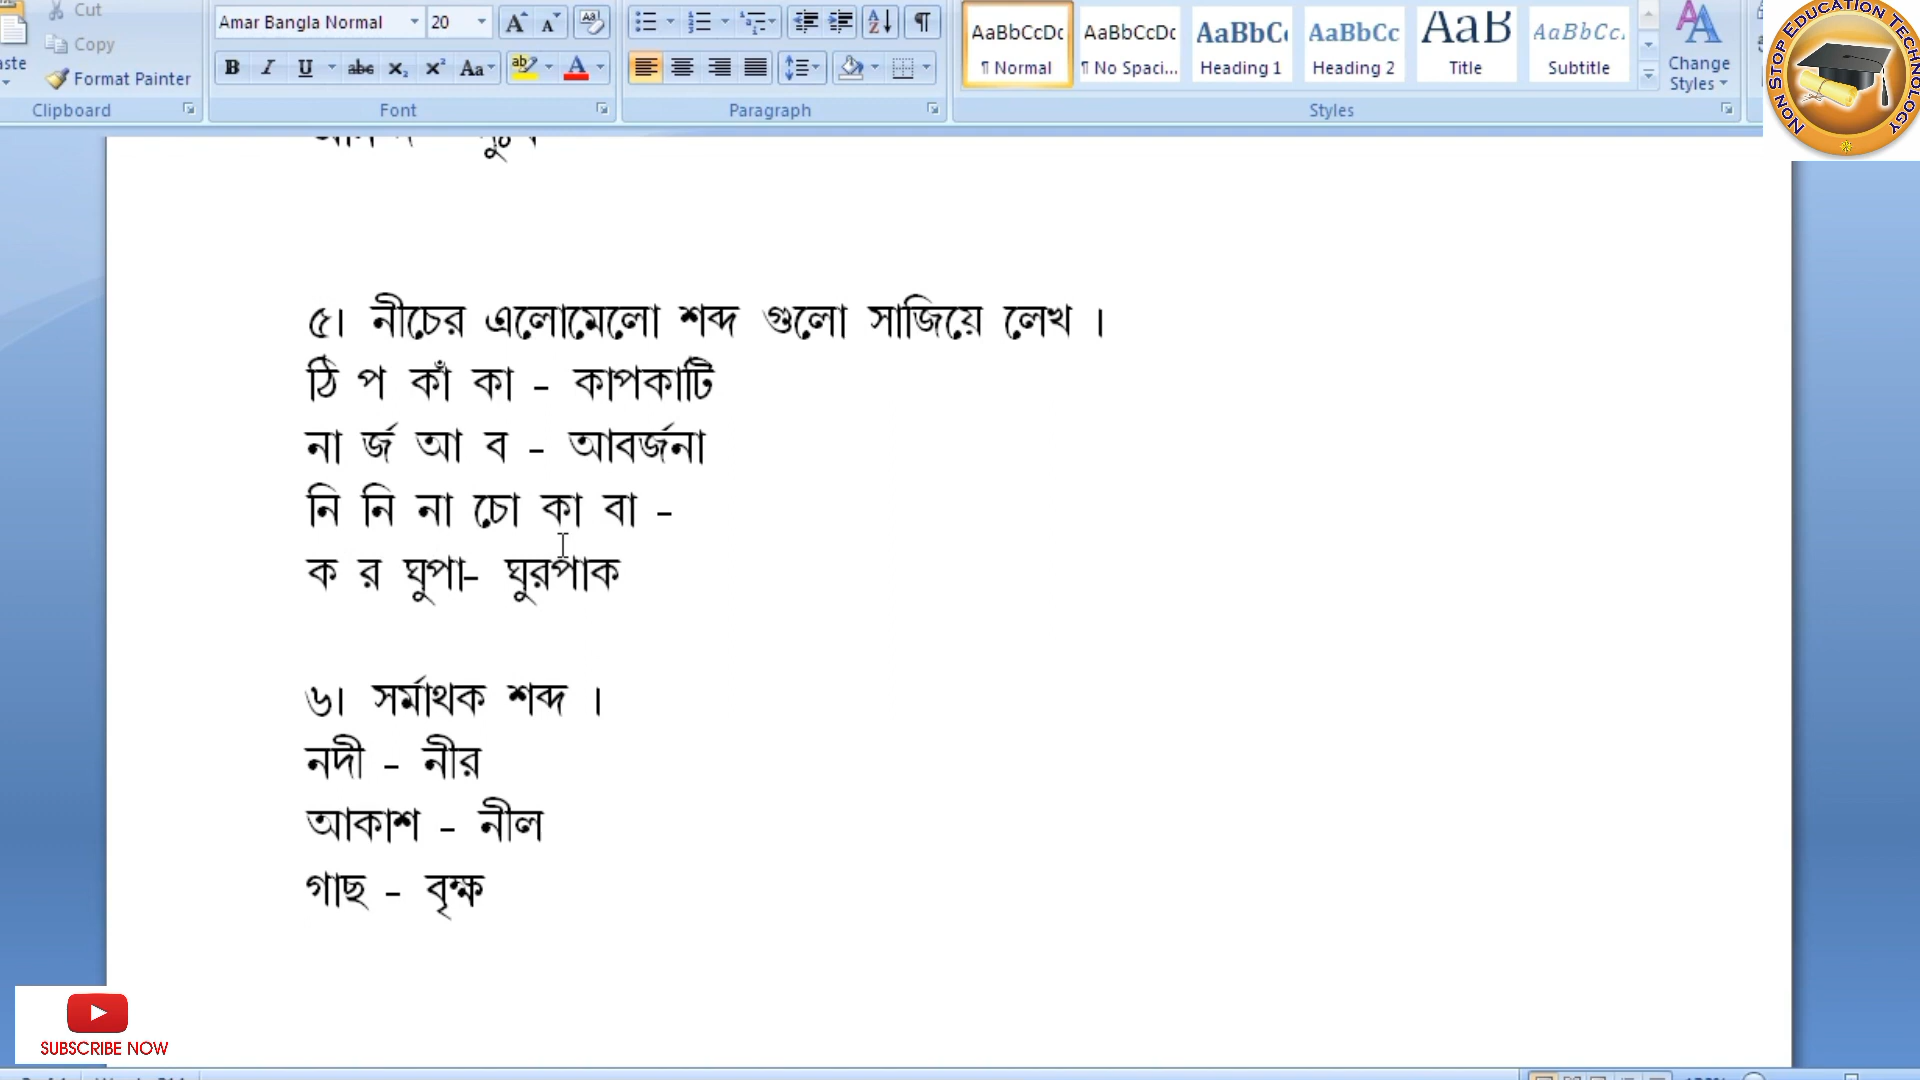 Cut
Copy
Format Painter
Clipboard
Amar Bangla Normal 20
Font
Paragraph
AaBbCcDc AaBbCcDc AaBbC AaBbCc AaB AaBbCc.
¶ Normal ¶ No Spaci... Heading 1 Heading 2 Title Subtitle
Change Styles
Styles
NON STOP EDUCATION TECHNOLOGY
৫। নীচের এলোমেলো শব্দ গুলো সাজিয়ে লেখ ।
ঠি প কাঁ কা - কাপকাটি
না র্জ আ ব - আবর্জনা
নি নি না চো কা বা -
ক র ঘুপা- ঘুরপাক
৬। সর্মাথক শব্দ ।
নদী - নীর
আকাশ - নীল
গাছ - বৃক্ষ
SUBSCRIBE NOW